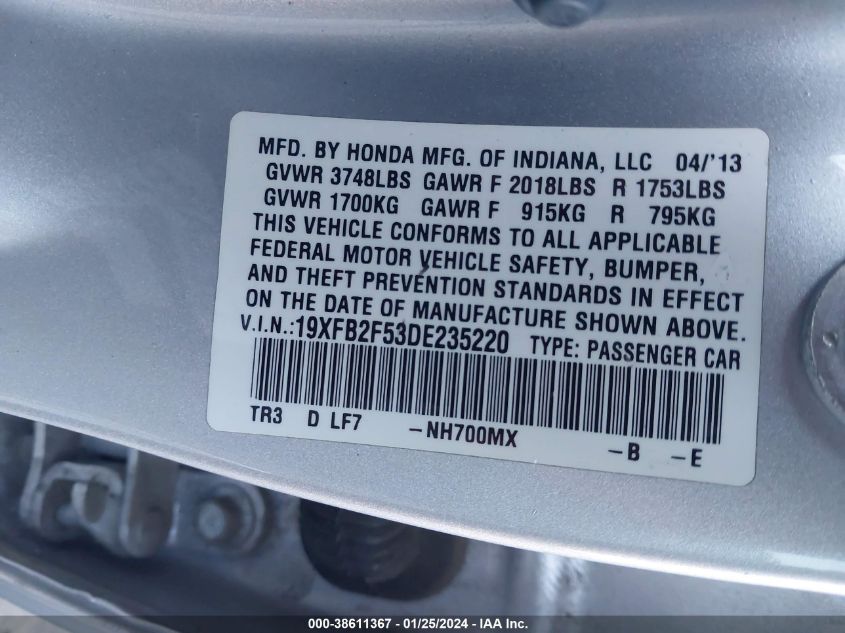 MFD. BY HONDA MFG. OF INDIANA, LLC 04/'13
GVWR 3748LBS GAWR F 2018LBS R 1753LBS
GVWR 1700KG GAWR F 915KG R 795KG
THIS VEHICLE CONFORMS TO ALL APPLICABLE
FEDERAL MOTOR VEHICLE SAFETY, BUMPER,
AND THEFT PREVENTION STANDARDS IN EFFECT
ON THE DATE OF MANUFACTURE SHOWN ABOVE.
V.I.N.:19XFB2F53DE235220 TYPE: PASSENGER CAR
TR3 D LF7 -NH700MX -B -E
000-38611367 - 01/25/2024 - IAAI INC.